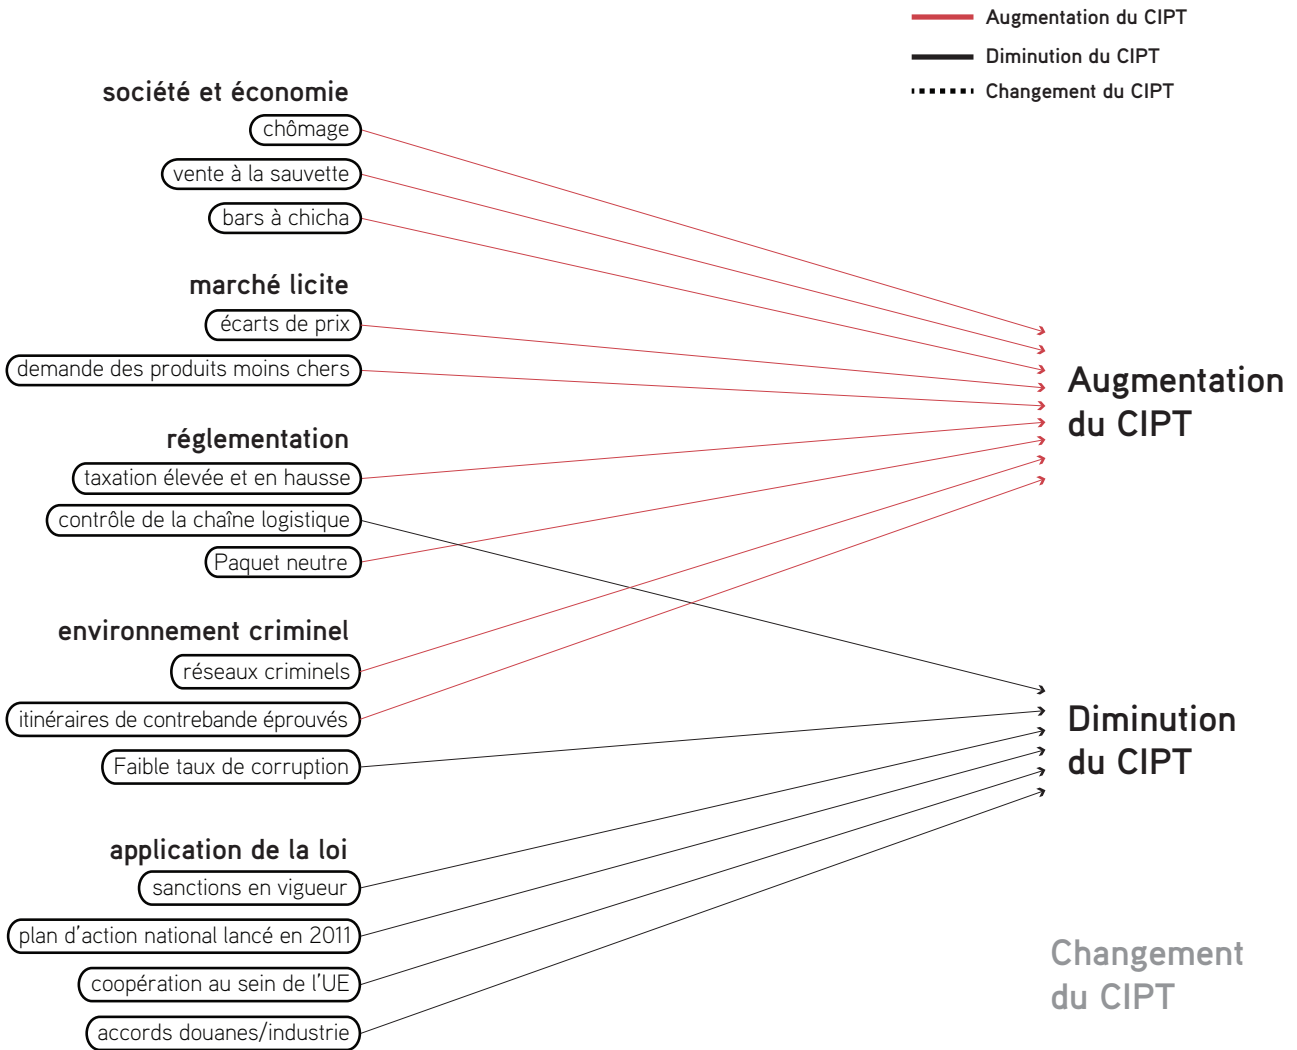 Augmentation du CIPT
Diminution du CIPT
Changement du CIPT
société et économie
chômage
vente à la sauvette
bars à chicha
marché licite
écarts de prix
demande des produits moins chers
réglementation
taxation élevée et en hausse
contrôle de la chaîne logistique
Paquet neutre
environnement criminel
réseaux criminels
itinéraires de contrebande éprouvés
Faible taux de corruption
application de la loi
sanctions en vigueur
plan d'action national lancé en 2011
coopération au sein de l'UE
accords douanes/industrie
Augmentation
du CIPT
Diminution
du CIPT
Changement
du CIPT